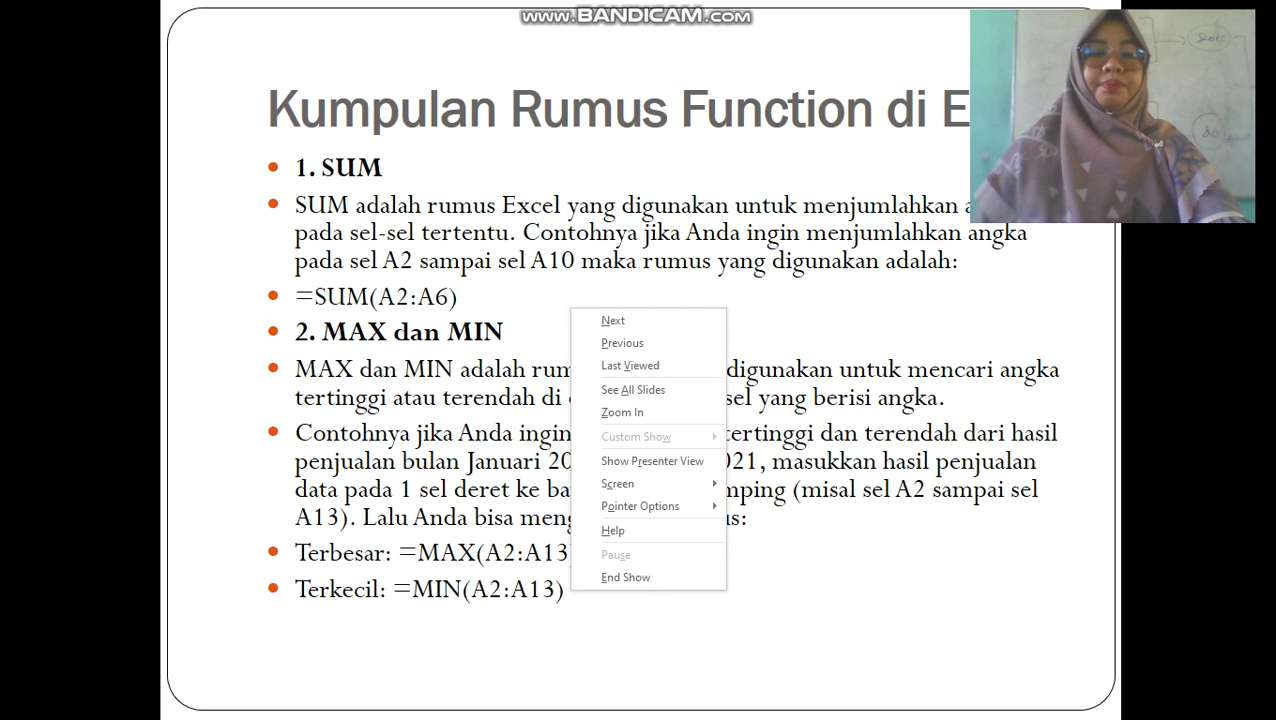 www.BANDICAM.com
Kumpulan Rumus Function di E
1. SUM
SUM adalah rumus Excel yang digunakan untuk menjumlahkan
pada sel-sel tertentu. Contohnya jika Anda ingin menjumlahkan angka
pada sel A2 sampai sel A10 maka rumus yang digunakan adalah:
=SUM(A2:A6)
2. MAX dan MIN
MAX dan MIN adalah rum digunakan untuk mencari angka
tertinggi atau terendah di sel yang berisi angka.
Contohnya jika Anda ingin tertinggi dan terendah dari hasil
penjualan bulan Januari 20 021, masukkan hasil penjualan
data pada 1 sel deret ke ba mping (misal sel A2 sampai sel
A13). Lalu Anda bisa meng us:
Terbesar: =MAX(A2:A13)
Terkecil: =MIN(A2:A13)
Next
Previous
Last Viewed
See All Slides
Zoom In
Custom Show
Show Presenter View
Screen
Pointer Options
Help
Pause
End Show